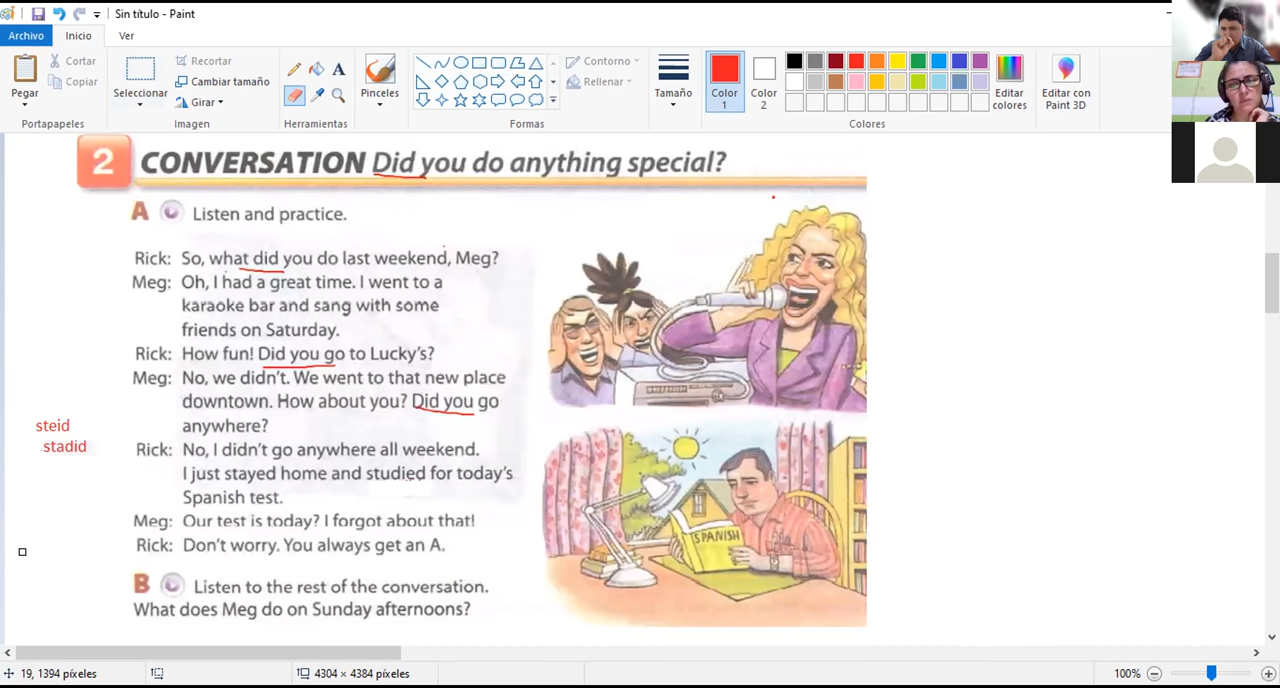 Sin título - Paint
Archivo Inicio Ver
Pegar
Cortar
Copiar
Portapapeles
Seleccionar
Recortar
Cambiar tamaño
Girar
Imagen
A
Herramientas
Pinceles
Contorno
Rellenar
Formas
Tamaño
Color 1
Color 2
Editar colores
Editar con Paint 3D
Colores
2 CONVERSATION Did you do anything special?
A Listen and practice.
Rick: So, what did you do last weekend, Meg?
Meg: Oh, I had a great time. I went to a
karaoke bar and sang with some
friends on Saturday.
Rick: How fun! Did you go to Lucky's?
Meg: No, we didn't. We went to that new place
downtown. How about you? Did you go
anywhere?
Rick: No, I didn't go anywhere all weekend.
I just stayed home and studied for today's
Spanish test.
Meg: Our test is today? I forgot about that!
Rick: Don't worry. You always get an A.
B Listen to the rest of the conversation.
What does Meg do on Sunday afternoons?
steid
stadid
SPANISH
19, 1394 píxeles
4304 × 4384 píxeles
100%